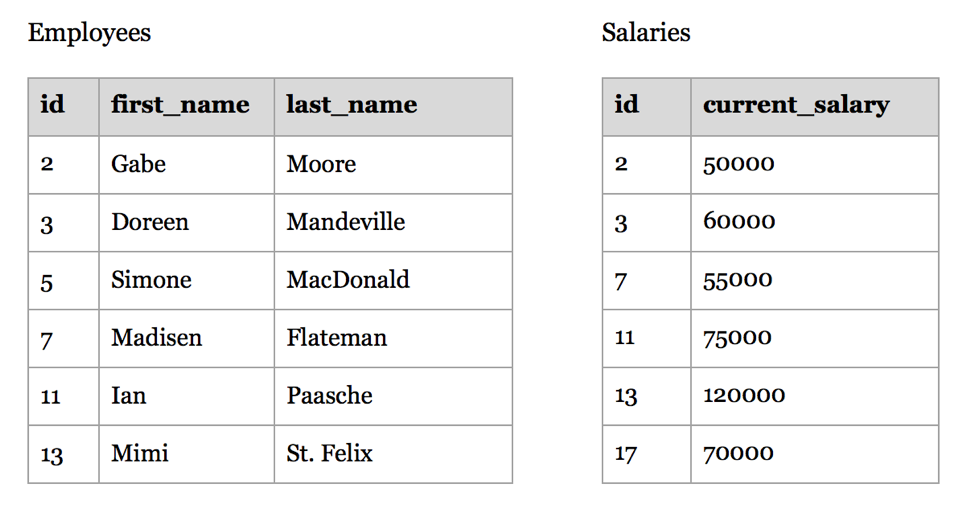 Employees
id first_name last_name
2 Gabe Moore
3 Doreen Mandeville
5 Simone MacDonald
7 Madisen Flateman
11 Ian Paasche
13 Mimi St. Felix
Salaries
id current_salary
2 50000
3 60000
7 55000
11 75000
13 120000
17 70000